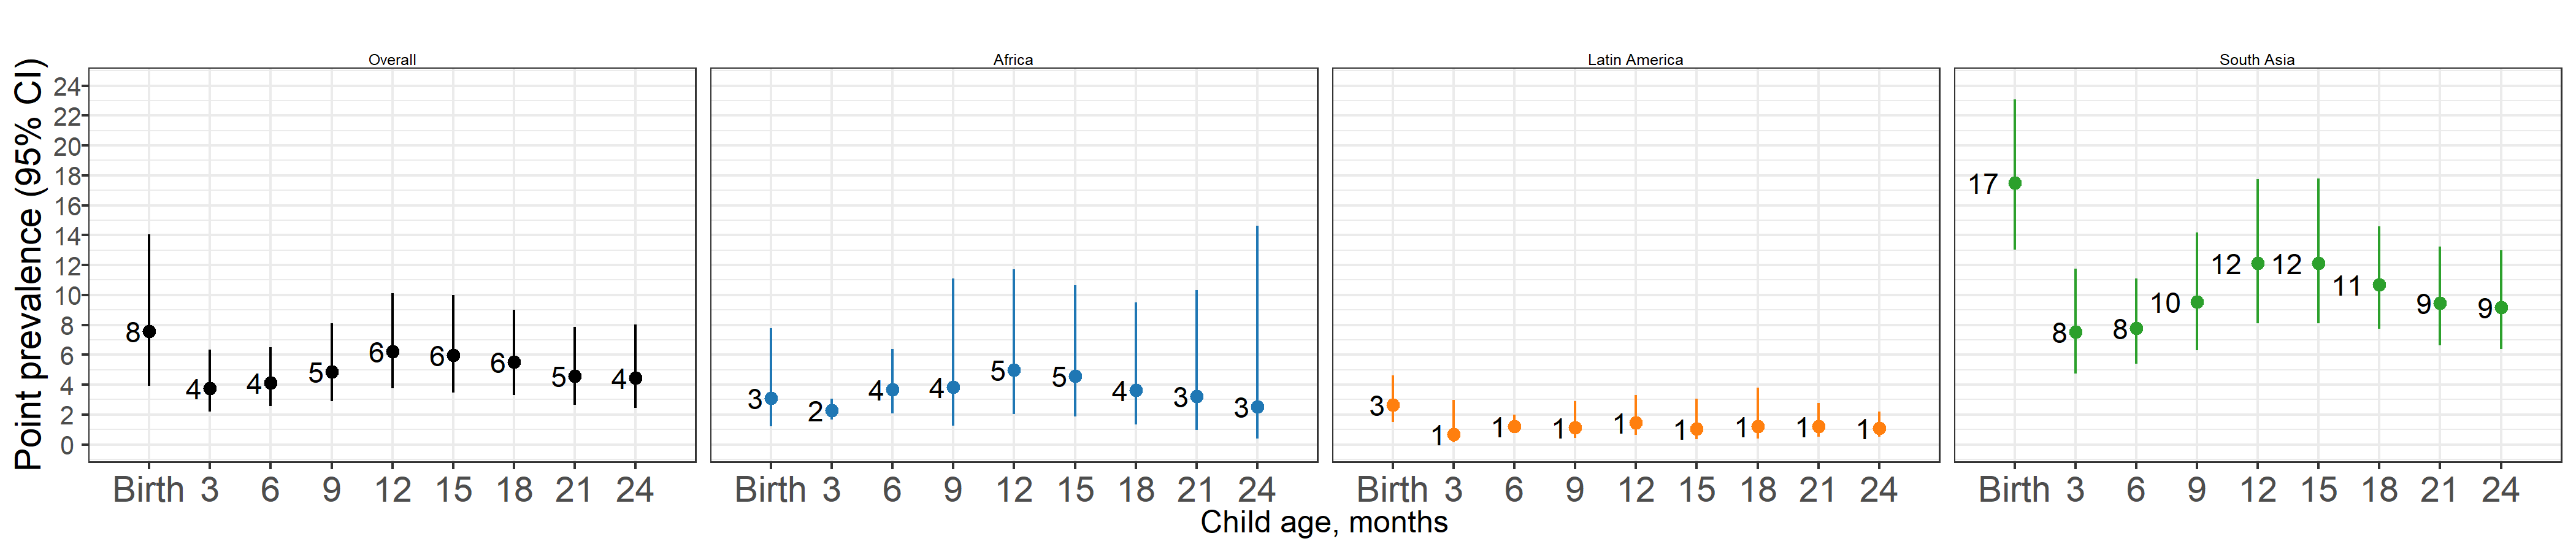 Overall
Africa
Latin America
South Asia
Point prevalence (95% CI)
24
22
20
18
16
14
12
10
8
6
4
2
0
8 4 4 5 6 6 6 5 4
3 2 4 4 5 5 4 3 3
3 1 1 1 1 1 1 1 1
17 8 8 10 12 12 11 9 9
Birth 3 6 9 12 15 18 21 24
Birth 3 6 9 12 15 18 21 24
Birth 3 6 9 12 15 18 21 24
Birth 3 6 9 12 15 18 21 24
Child age, months